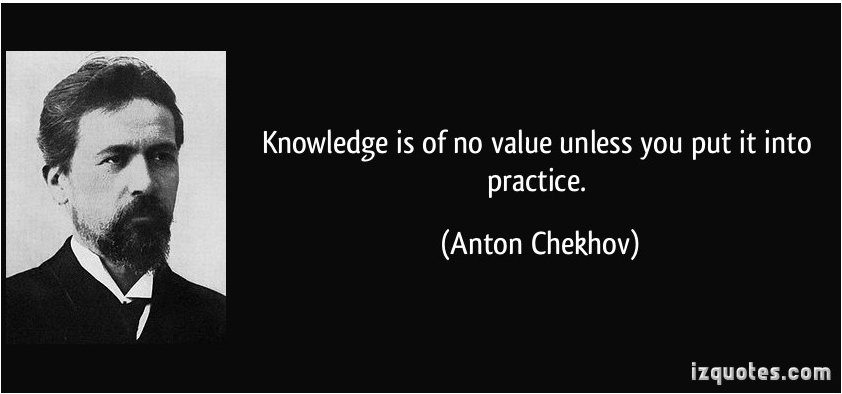 Knowledge is of no value unless you put it into
practice.
(Anton Chekhov)
izquotes.com